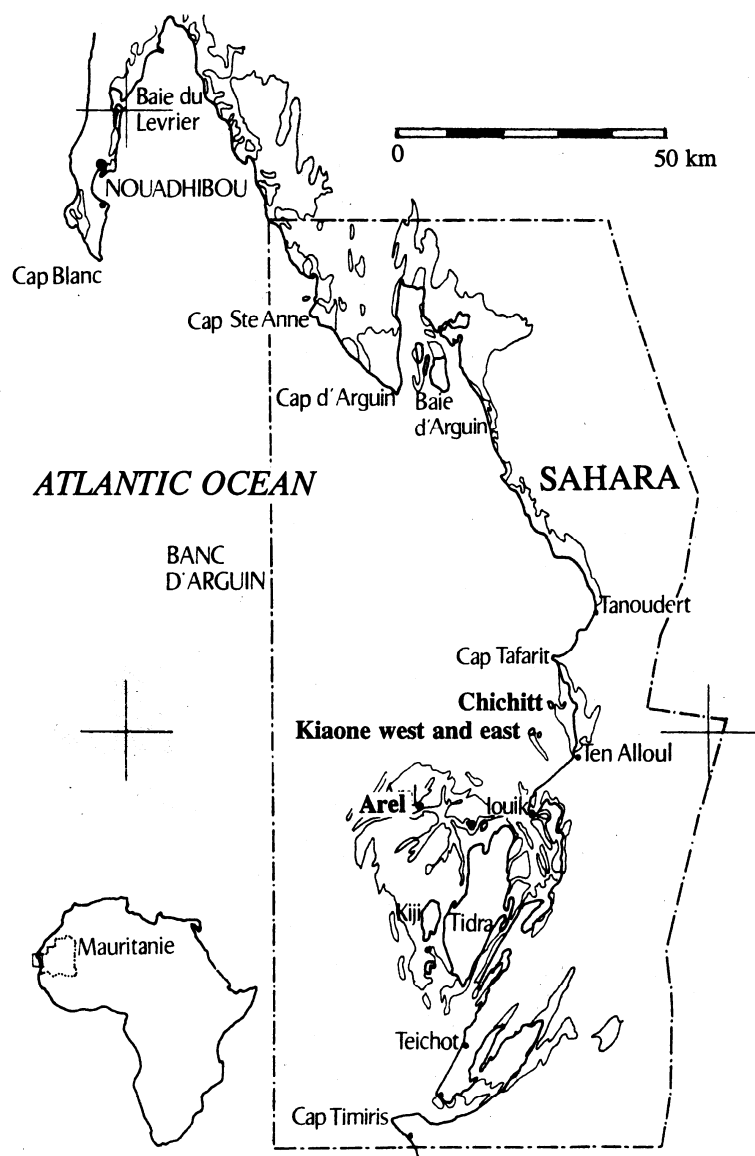 Baie du
Levrier
0
50 km
NOUADHIBOU
Cap Blanc
Cap Ste Anne
Cap d'Arguin
Baie
d'Arguin
ATLANTIC OCEAN
SAHARA
BANC
D'ARGUIN
Tanoudert
Cap Tafarit
Chichitt
Kiaone west and east
Ten Alloul
Arel
Iouik
Kiji
Tidra
Mauritanie
Teichot
Cap Timiris